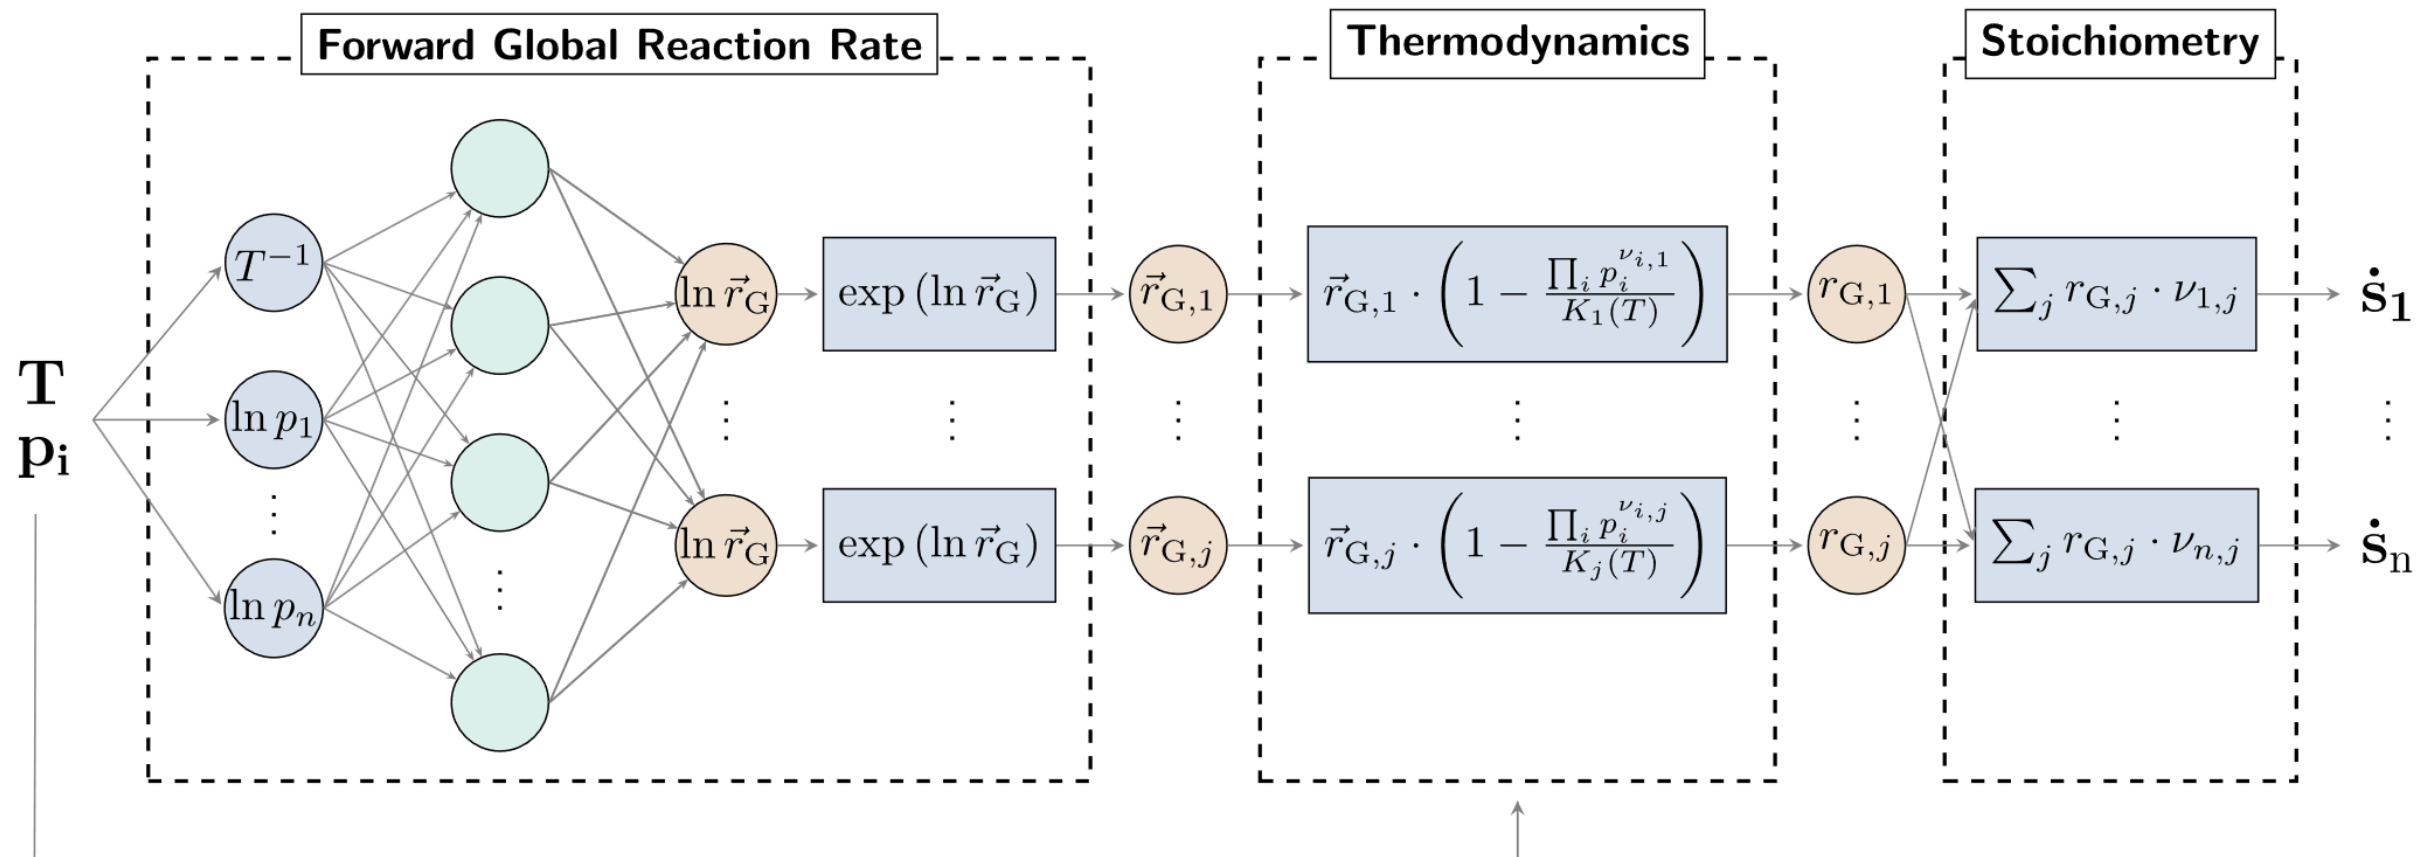 Forward Global Reaction Rate
Thermodynamics
Stoichiometry
T
p_i
T^{-1}
ln p_1
⋮
ln p_n
⋮
ln r⃗_G
⋮
ln r⃗_G
exp (ln r⃗_G)
⋮
exp (ln r⃗_G)
r⃗_{G,1}
⋮
r⃗_{G,j}
r⃗_{G,1} · (1 − \frac{∏_i p_i^{ν_{i,1}}}{K_1(T)})
⋮
r⃗_{G,j} · (1 − \frac{∏_i p_i^{ν_{i,j}}}{K_j(T)})
r_{G,1}
⋮
r_{G,j}
∑_j r_{G,j} · ν_{1,j}
⋮
∑_j r_{G,j} · ν_{n,j}
ṡ_1
⋮
ṡ_n